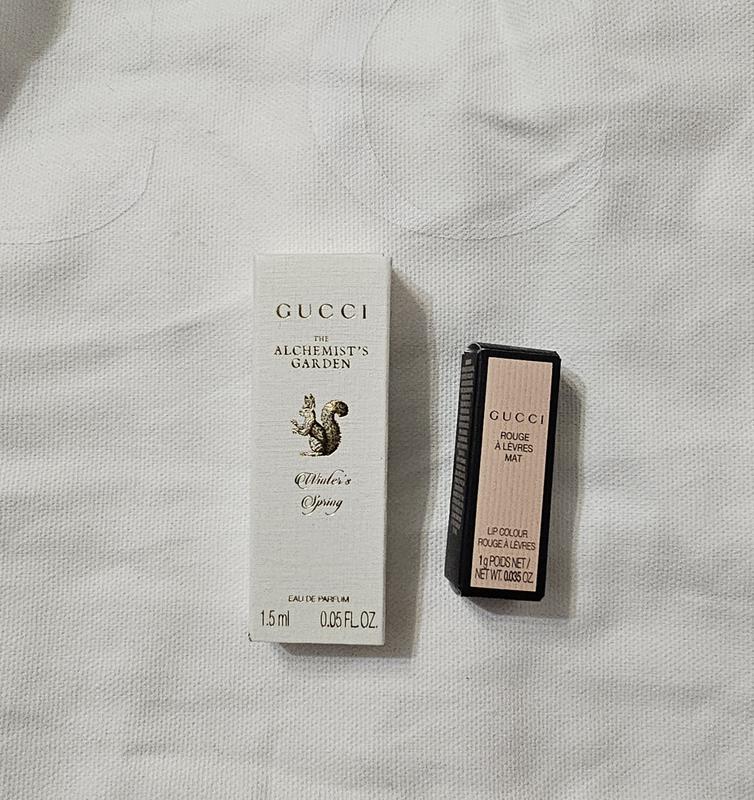 GUCCI
THE
ALCHEMIST'S
GARDEN
Winter's
Spring
EAU DE PARFUM
1.5 ml 0.05 FL.OZ.
GUCCI
ROUGE
À LÈVRES
MAT
LIP COLOUR
ROUGE À LÈVRES
1g POIDS NET /
NET WT. 0.035 OZ.